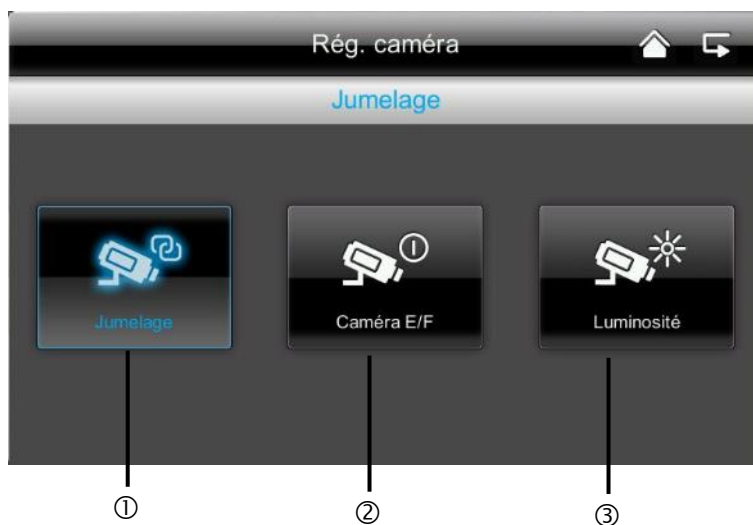 Rég. caméra
Jumelage
Jumelage
Caméra E/F
Luminosité
① ② ③